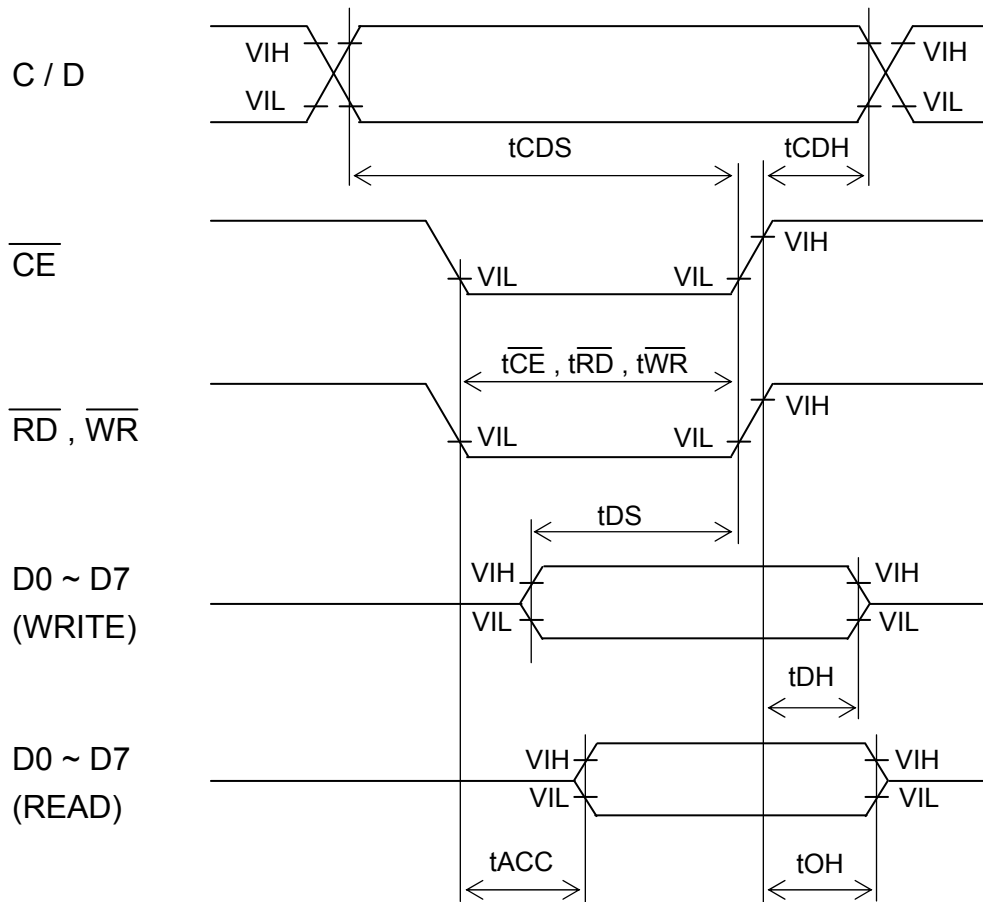 VIH VIH
C / D
VIL VIL
tCDS tCDH
CE VIH
VIL VIL
tCE , tRD , tWR
RD , WR VIH
VIL VIL
tDS
D0 ~ D7 VIH VIH
(WRITE) VIL VIL
tDH
D0 ~ D7 VIH VIH
(READ) VIL VIL
tACC tOH